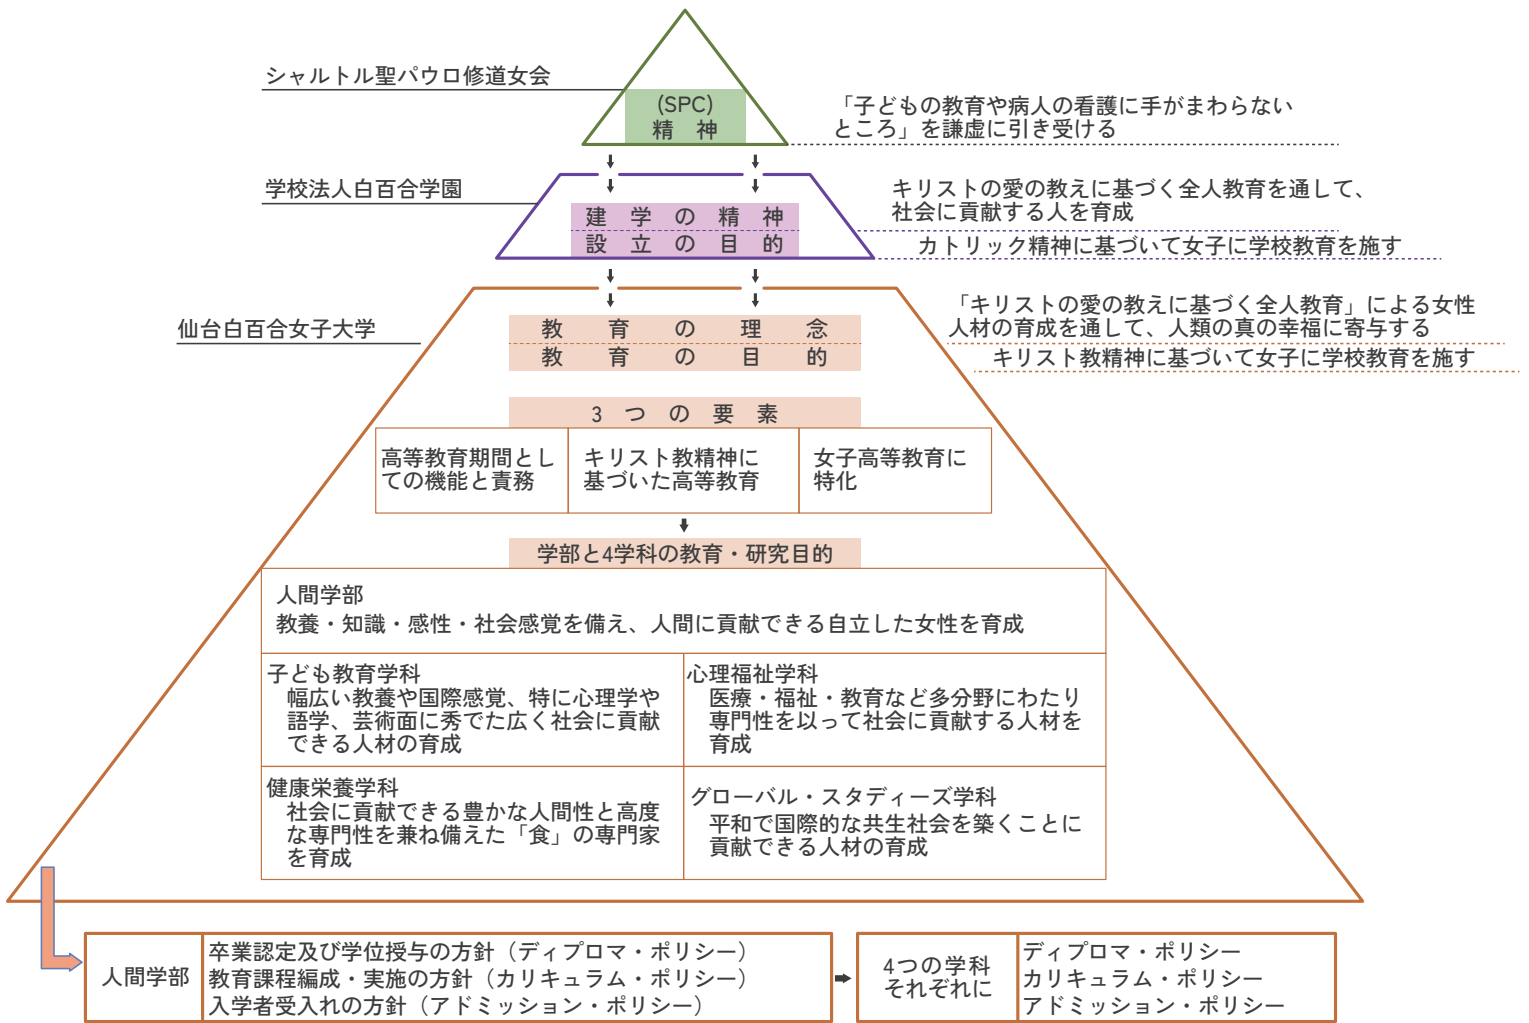 シャルトル聖パウロ修道女会
(SPC)
精 神
「子どもの教育や病人の看護に手がまわらない
ところ」を謙虚に引き受ける
学校法人白百合学園
建 学 の 精 神
設 立 の 目 的
キリストの愛の教えに基づく全人教育を通して、
社会に貢献する人を育成
カトリック精神に基づいて女子に学校教育を施す
仙台白百合女子大学
教 育 の 理 念
教 育 の 目 的
「キリストの愛の教えに基づく全人教育」による女性
人材の育成を通して、人類の真の幸福に寄与する
キリスト教精神に基づいて女子に学校教育を施す
3 つ の 要 素
高等教育期間とし
ての機能と責務
キリスト教精神に
基づいた高等教育
女子高等教育に
特化
学部と4学科の教育・研究目的
人間学部
教養・知識・感性・社会感覚を備え、人間に貢献できる自立した女性を育成
子ども教育学科
幅広い教養や国際感覚、特に心理学や
語学、芸術面に秀でた広く社会に貢献
できる人材の育成
心理福祉学科
医療・福祉・教育など多分野にわたり
専門性を以って社会に貢献する人材を
育成
健康栄養学科
社会に貢献できる豊かな人間性と高度
な専門性を兼ね備えた「食」の専門家
を育成
グローバル・スタディーズ学科
平和で国際的な共生社会を築くことに
貢献できる人材の育成
人間学部
卒業認定及び学位授与の方針（ディプロマ・ポリシー）
教育課程編成・実施の方針（カリキュラム・ポリシー）
入学者受入れの方針（アドミッション・ポリシー）
4つの学科
それぞれに
ディプロマ・ポリシー
カリキュラム・ポリシー
アドミッション・ポリシー